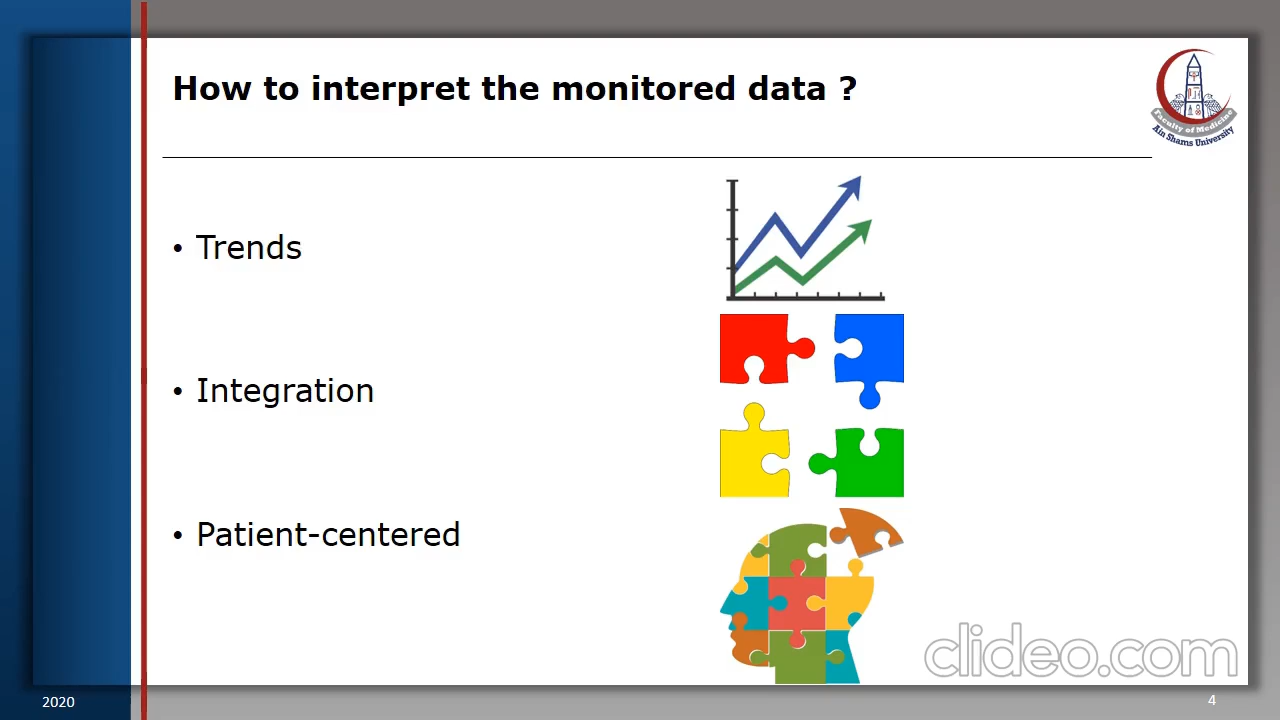 How to interpret the monitored data ?
Faculty of Medicine
Ain Shams University
• Trends
• Integration
• Patient-centered
clideo.com
2020
4